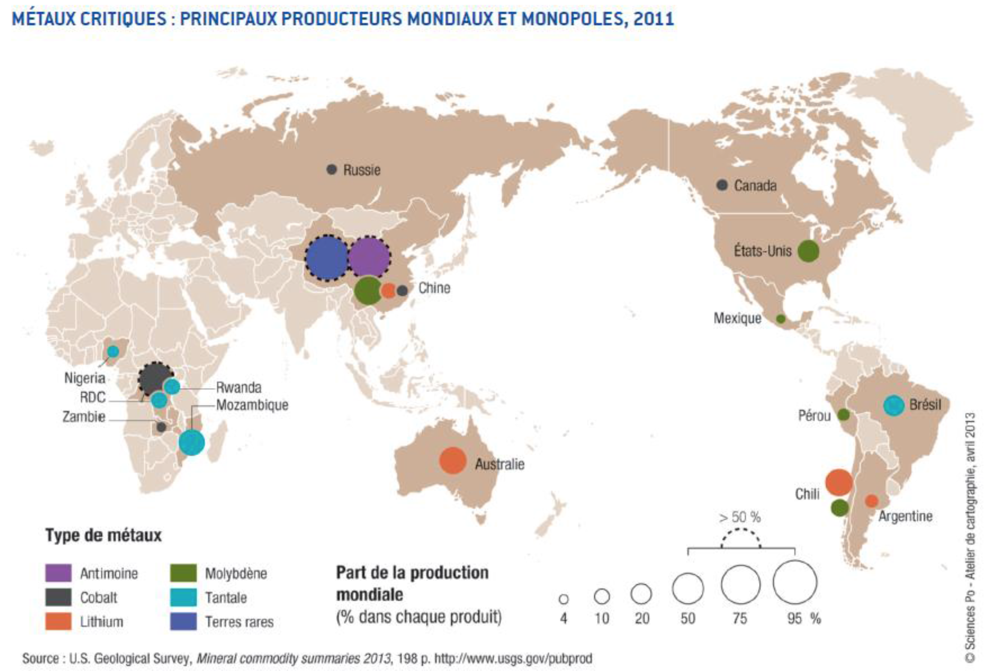 MÉTAUX CRITIQUES : PRINCIPAUX PRODUCTEURS MONDIAUX ET MONOPOLES, 2011
Russie
Canada
États-Unis
Chine
Mexique
Nigeria
RDC
Zambie
Rwanda
Mozambique
Australie
Pérou
Brésil
Chili
Argentine
Type de métaux
Antimoine
Cobalt
Lithium
Molybdène
Tantale
Terres rares
Part de la production
mondiale
(% dans chaque produit)
> 50 %
4 10 20 50 75 95 %
Source : U.S. Geological Survey, Mineral commodity summaries 2013, 198 p. http://www.usgs.gov/pubprod
© Sciences Po - Atelier de cartographie, avril 2013